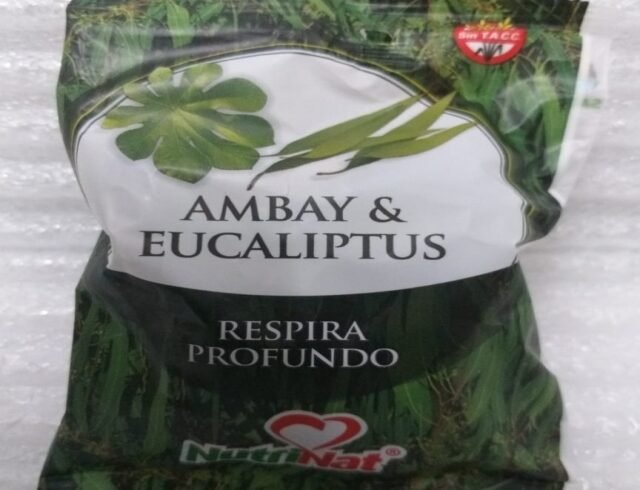 Sin T.A.C.C.
AMBAY &
EUCALIPTUS
RESPIRA
PROFUNDO
NutriNat®